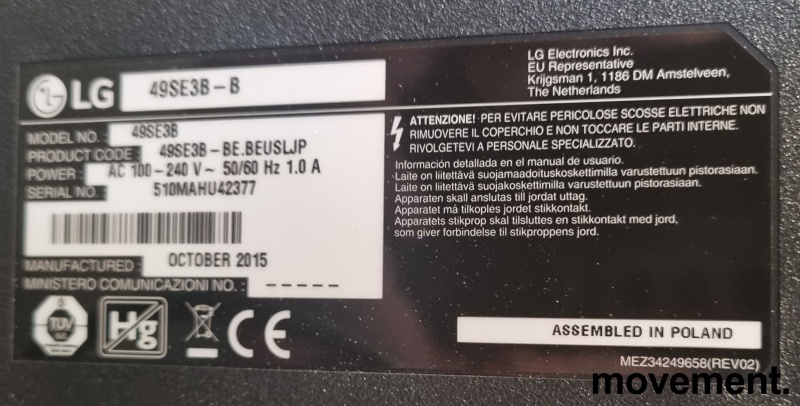 LG 49SE3B-B
LG Electronics Inc.
EU Representative
Krijgsman 1, 1186 DM Amstelveen,
The Netherlands
MODEL NO. : 49SE3B
PRODUCT CODE : 49SE3B-BE.BEUSLJP
POWER : AC 100-240 V~ 50/60 Hz 1.0 A
SERIAL NO. : 510MAHU42377
MANUFACTURED : OCTOBER 2015
MINISTERO COMUNICAZIONI NO. : - - - - -
ATTENZIONE! PER EVITARE PERICOLOSE SCOSSE ELETTRICHE NON
RIMUOVERE IL COPERCHIO E NON TOCCARE LE PARTI INTERNE.
RIVOLGETEVI A PERSONALE SPECIALIZZATO.
Información detallada en el manual de usuario.
Laite on liitettävä suojamaadoituskoskettimilla varustettuun pistorasiaan.
Laite on liitettävä suojakoskettimilla varustettuun pistorasiaan.
Apparaten skall anslutas till jordat uttag.
Apparatet må tilkoples jordet stikkontakt.
Apparatets stikprop skal tilsluttes en stikkontakt med jord,
som giver forbindelse til stikproppens jord.
S
TÜV
Hg
CE
ASSEMBLED IN POLAND
MEZ34249658(REV02)
movement.